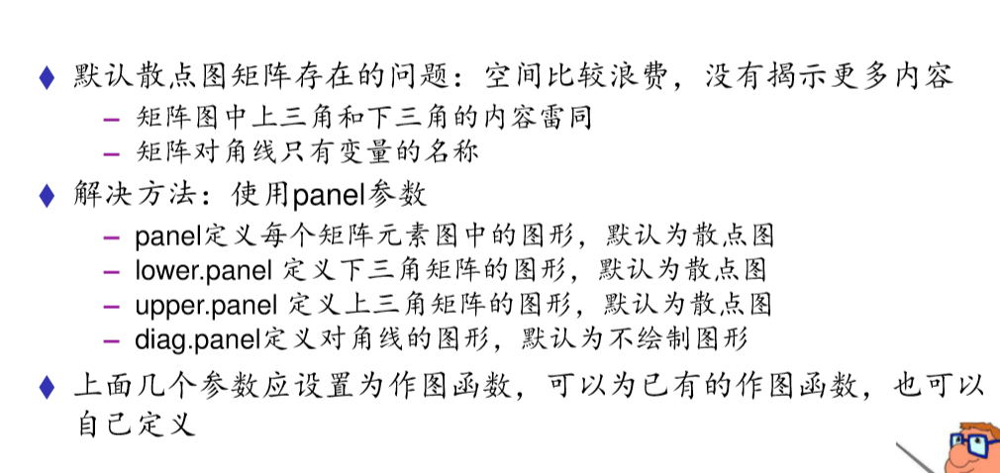 默认散点图矩阵存在的问题：空间比较浪费，没有揭示更多内容
– 矩阵图中上三角和下三角的内容雷同
– 矩阵对角线只有变量的名称
解决方法：使用panel参数
– panel定义每个矩阵元素图中的图形，默认为散点图
– lower.panel 定义下三角矩阵的图形，默认为散点图
– upper.panel 定义上三角矩阵的图形，默认为散点图
– diag.panel定义对角线的图形，默认为不绘制图形
上面几个参数应设置为作图函数，可以为已有的作图函数，也可以
自己定义